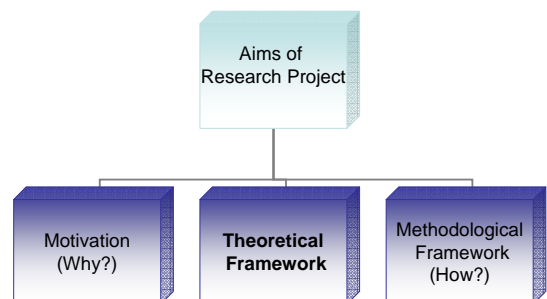 Aims of
Research Project
Motivation
(Why?)
Theoretical
Framework
Methodological
Framework
(How?)